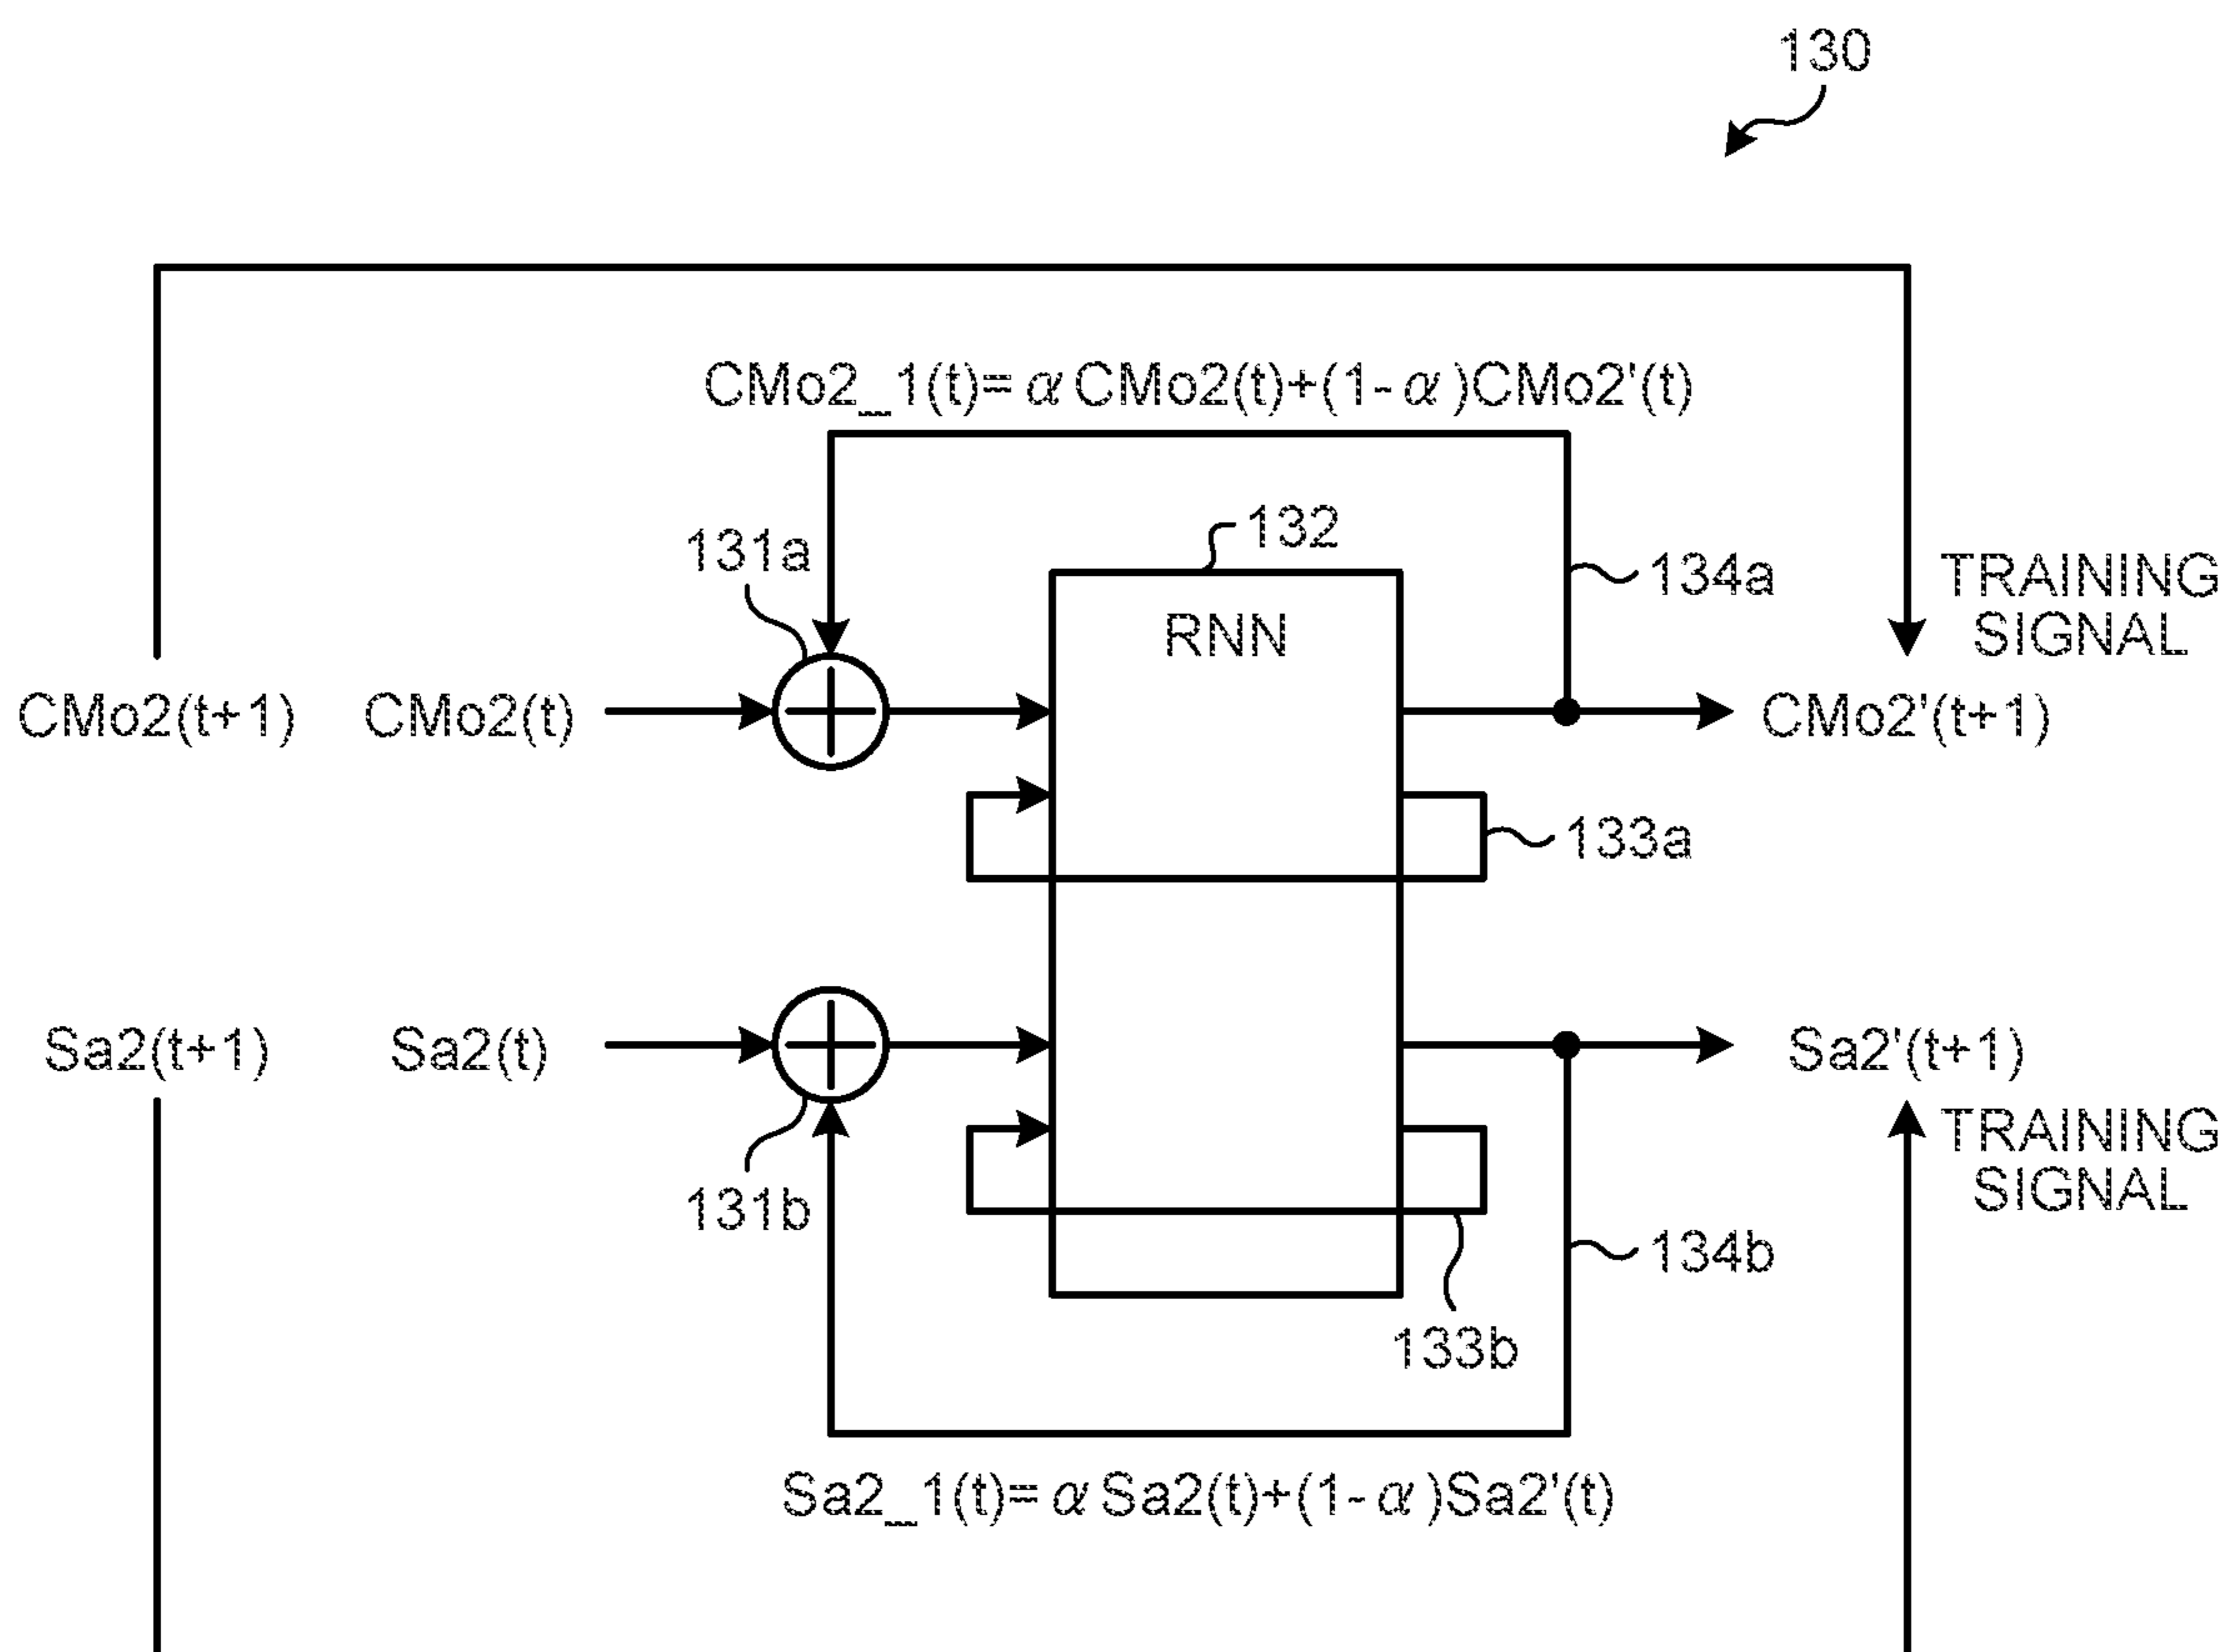 130
CMo2_1(t)=αCMo2(t)+(1-α)CMo2'(t)
132
131a
134a
TRAINING
SIGNAL
RNN
CMo2(t+1) CMo2(t) CMo2'(t+1)
133a
Sa2(t+1) Sa2(t) Sa2'(t+1)
TRAINING
SIGNAL
131b
134b
133b
Sa2_1(t)=αSa2(t)+(1-α)Sa2'(t)